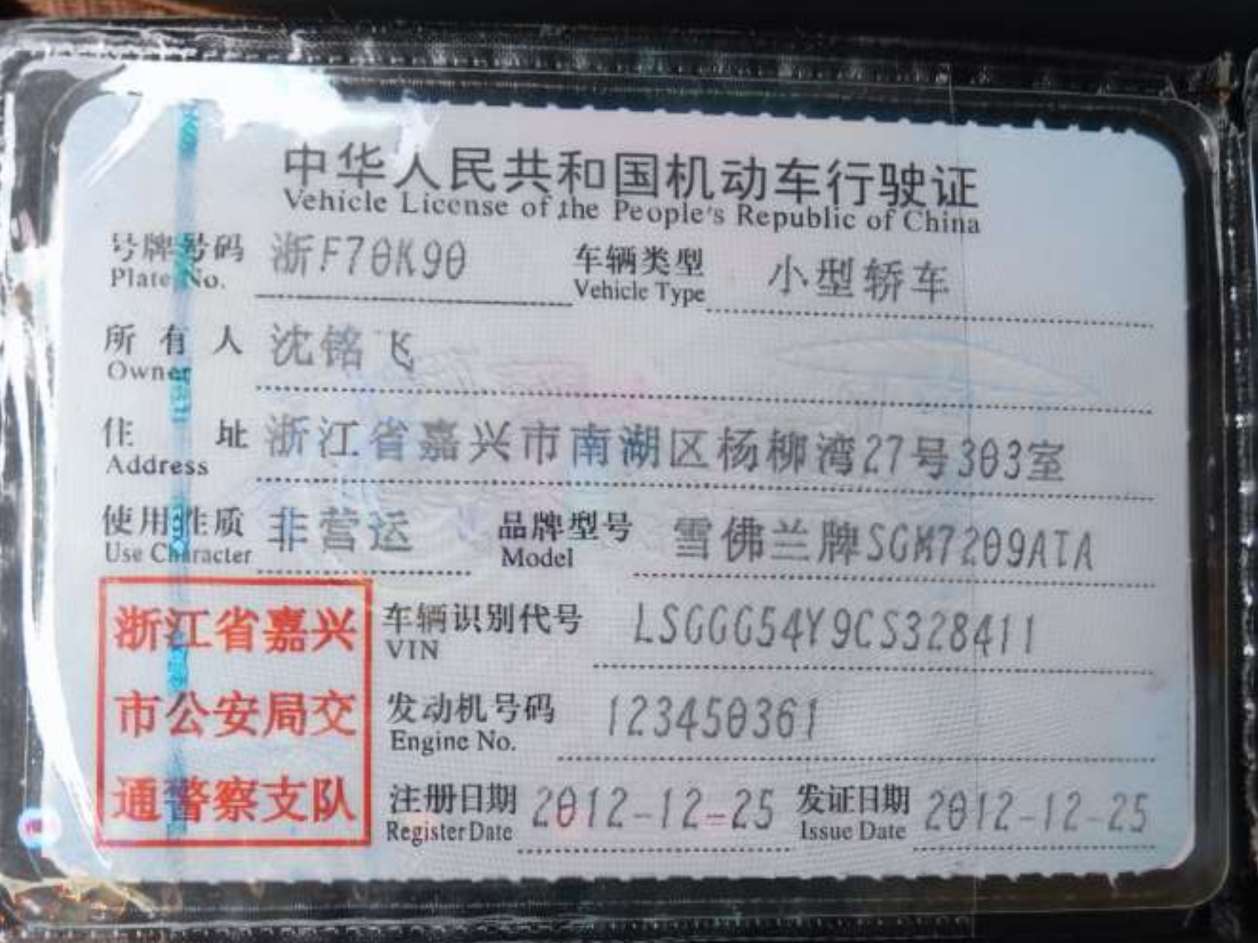 中华人民共和国机动车行驶证
Vehicle License of the People's Republic of China
号牌号码 浙F70K90 车辆类型 小型轿车
Plate No. Vehicle Type
所有人 沈铭飞
Owner
住址 浙江省嘉兴市南湖区杨柳湾27号303室
Address
使用性质 非营运 品牌型号 雪佛兰牌SGM7209ATA
Use Character Model
浙江省嘉兴
市公安局交
通警察支队
车辆识别代号 LSGGG54Y9CS328411
VIN
发动机号码 123450361
Engine No.
注册日期 2012-12-25 发证日期 2012-12-25
Register Date Issue Date